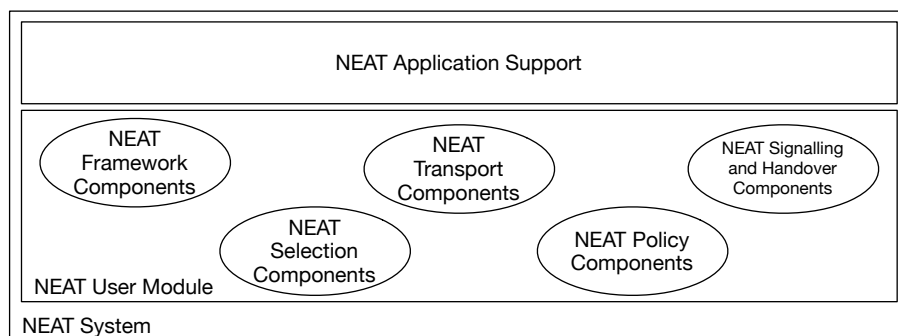 NEAT Application Support
NEAT
Framework
Components
NEAT
Transport
Components
NEAT Signalling
and Handover
Components
NEAT
Selection
Components
NEAT Policy
Components
NEAT User Module
NEAT System